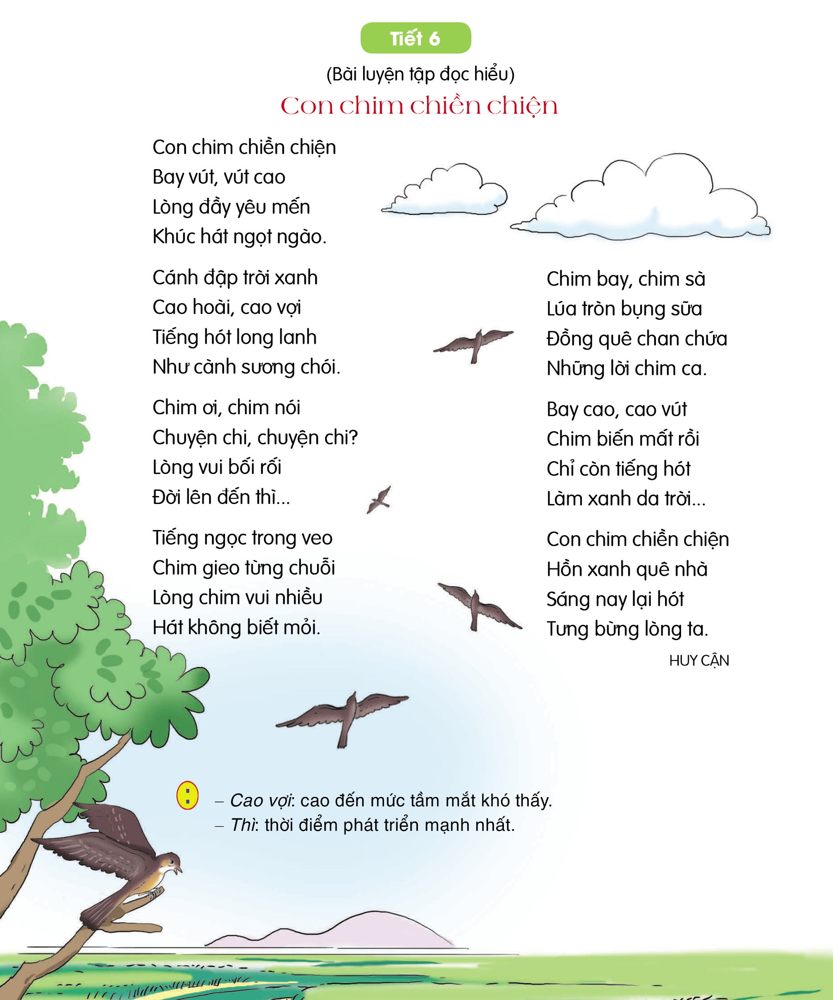 Tiết 6
(Bài luyện tập đọc hiểu)
Con chim chiền chiện
Con chim chiền chiện
Bay vút, vút cao
Lòng đầy yêu mến
Khúc hát ngọt ngào.
Cánh đập trời xanh
Cao hoài, cao vợi
Tiếng hót long lanh
Như cành sương chói.
Chim ơi, chim nói
Chuyện chi, chuyện chi?
Lòng vui bối rối
Đời lên đến thì...
Tiếng ngọc trong veo
Chim gieo từng chuỗi
Lòng chim vui nhiều
Hát không biết mỏi.
Chim bay, chim sà
Lúa tròn bụng sữa
Đồng quê chan chứa
Những lời chim ca.
Bay cao, cao vút
Chim biến mất rồi
Chỉ còn tiếng hót
Làm xanh da trời...
Con chim chiền chiện
Hồn xanh quê nhà
Sáng nay lại hót
Tưng bừng lòng ta.
HUY CẬN
:
– Cao vợi: cao đến mức tầm mắt khó thấy.
– Thì: thời điểm phát triển mạnh nhất.